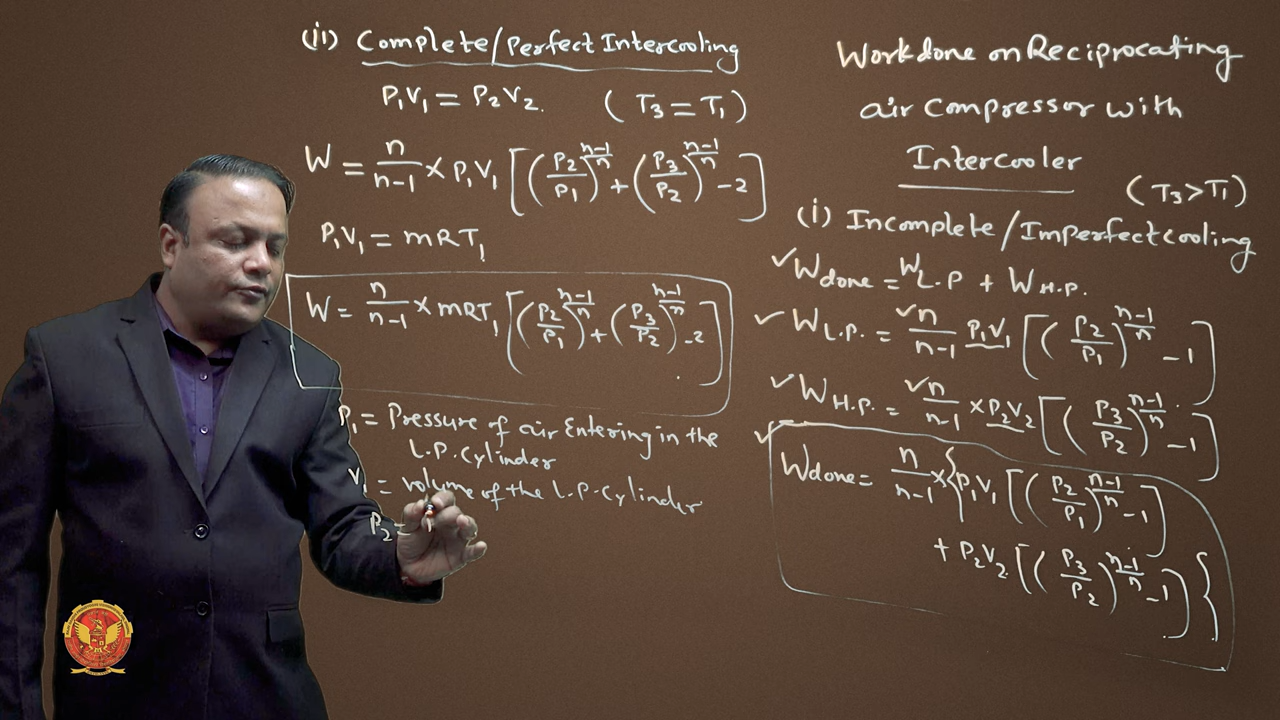 Workdone on Reciprocating
air compressor with
Intercooler
(T₃>T₁)
(i) Incomplete/Imperfect cooling
✓ Wdone = W_L.P + W_H.P.
✓ W_L.P. = ✓ n/n-1 P₁V₁ [(P₂/P₁)^(n-1/n) - 1]
✓ W_H.P. = ✓ n/n-1 × P₂V₂ [(P₃/P₂)^(n-1/n) - 1]
✓ Wdone = n/n-1 × {P₁V₁ [(P₂/P₁)^(n-1/n) - 1]
+ P₂V₂ [(P₃/P₂)^(n-1/n) - 1]}
(ii) Complete/Perfect Intercooling
P₁V₁ = P₂V₂. (T₃ = T₁)
W = n/n-1 × P₁V₁ [(P₂/P₁)^(n-1/n) + (P₃/P₂)^(n-1/n) - 2]
P₁V₁ = mRT₁
W = n/n-1 × mRT₁ [(P₂/P₁)^(n-1/n) + (P₃/P₂)^(n-1/n) - 2]
P₁ = Pressure of air Entering in the
L.P. Cylinder
V₁ = volume of the L.P. Cylinder
P₂ =